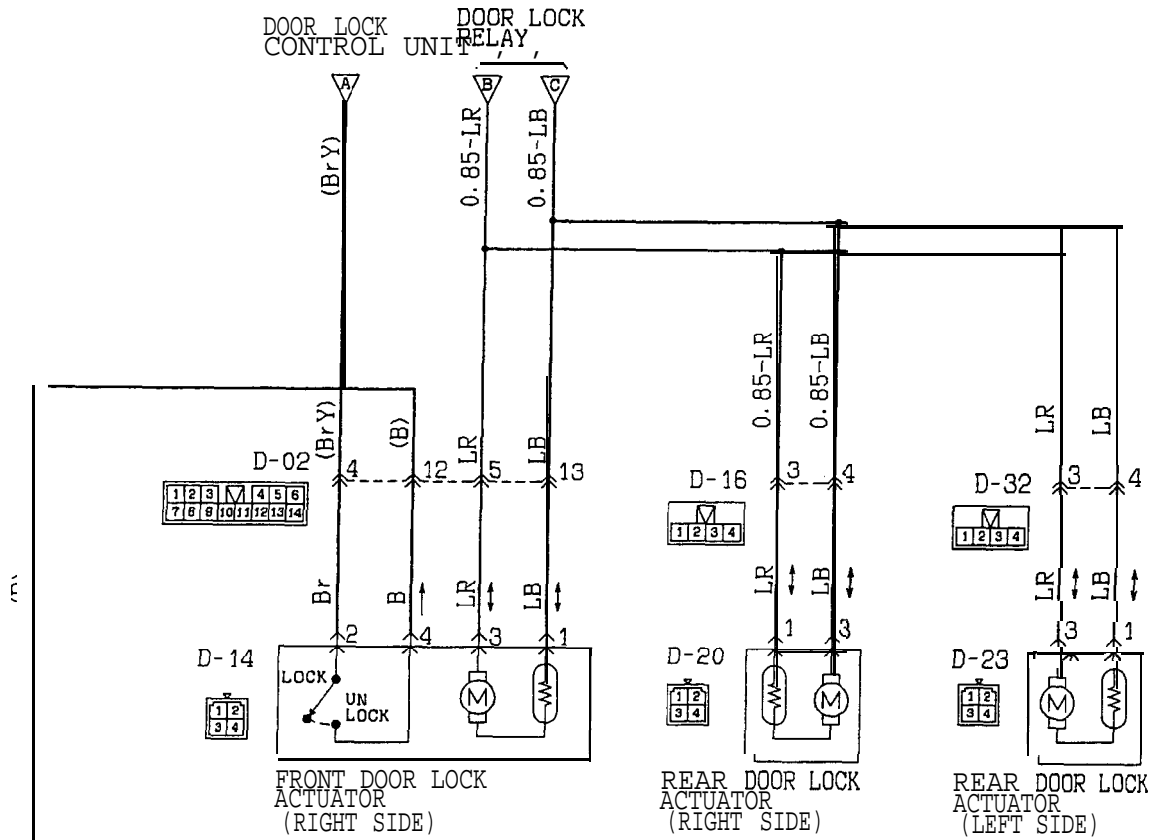 DOOR LOCK
CONTROL UNIT
DOOR LOCK
RELAY
A
B
C
(BrY)
0.85-LR
0.85-LB
0.85-LR
0.85-LB
LR
LB
(BrY)
(B)
LR
LB
D-02
4
12
5
13
1 2 3 4 5 6
7 8 9 10 11 12 13 14
D-16
3
4
1 2 3 4
D-32
3
4
1 2 3 4
Br
B
LR
LB
LR
LB
LR
LB
2
4
3
1
1
3
3
1
D-14
1 2
3 4
LOCK
UN
LOCK
M
D-20
1 2
3 4
M
D-23
1 2
3 4
M
FRONT DOOR LOCK
ACTUATOR
(RIGHT SIDE)
REAR DOOR LOCK
ACTUATOR
(RIGHT SIDE)
REAR DOOR LOCK
ACTUATOR
(LEFT SIDE)